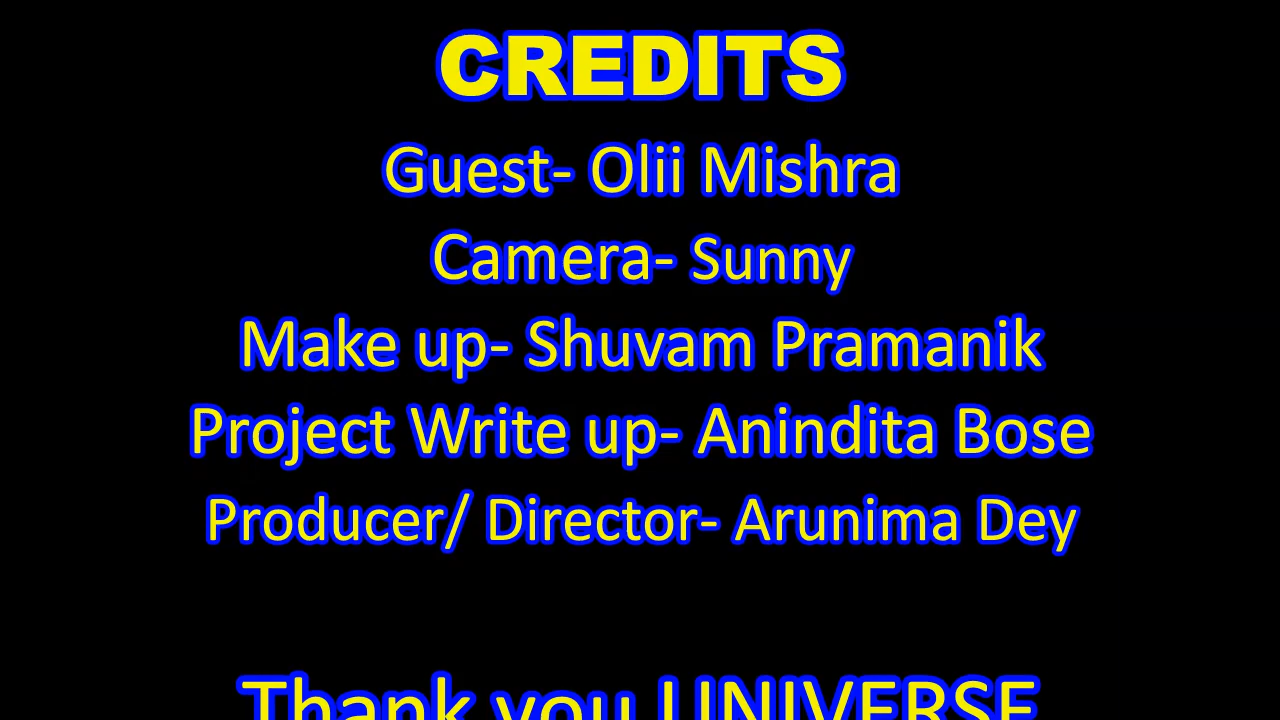 CREDITS
Guest- Olii Mishra
Camera- Sunny
Make up- Shuvam Pramanik
Project Write up- Anindita Bose
Producer/ Director- Arunima Dey
Thank you UNIVERSE